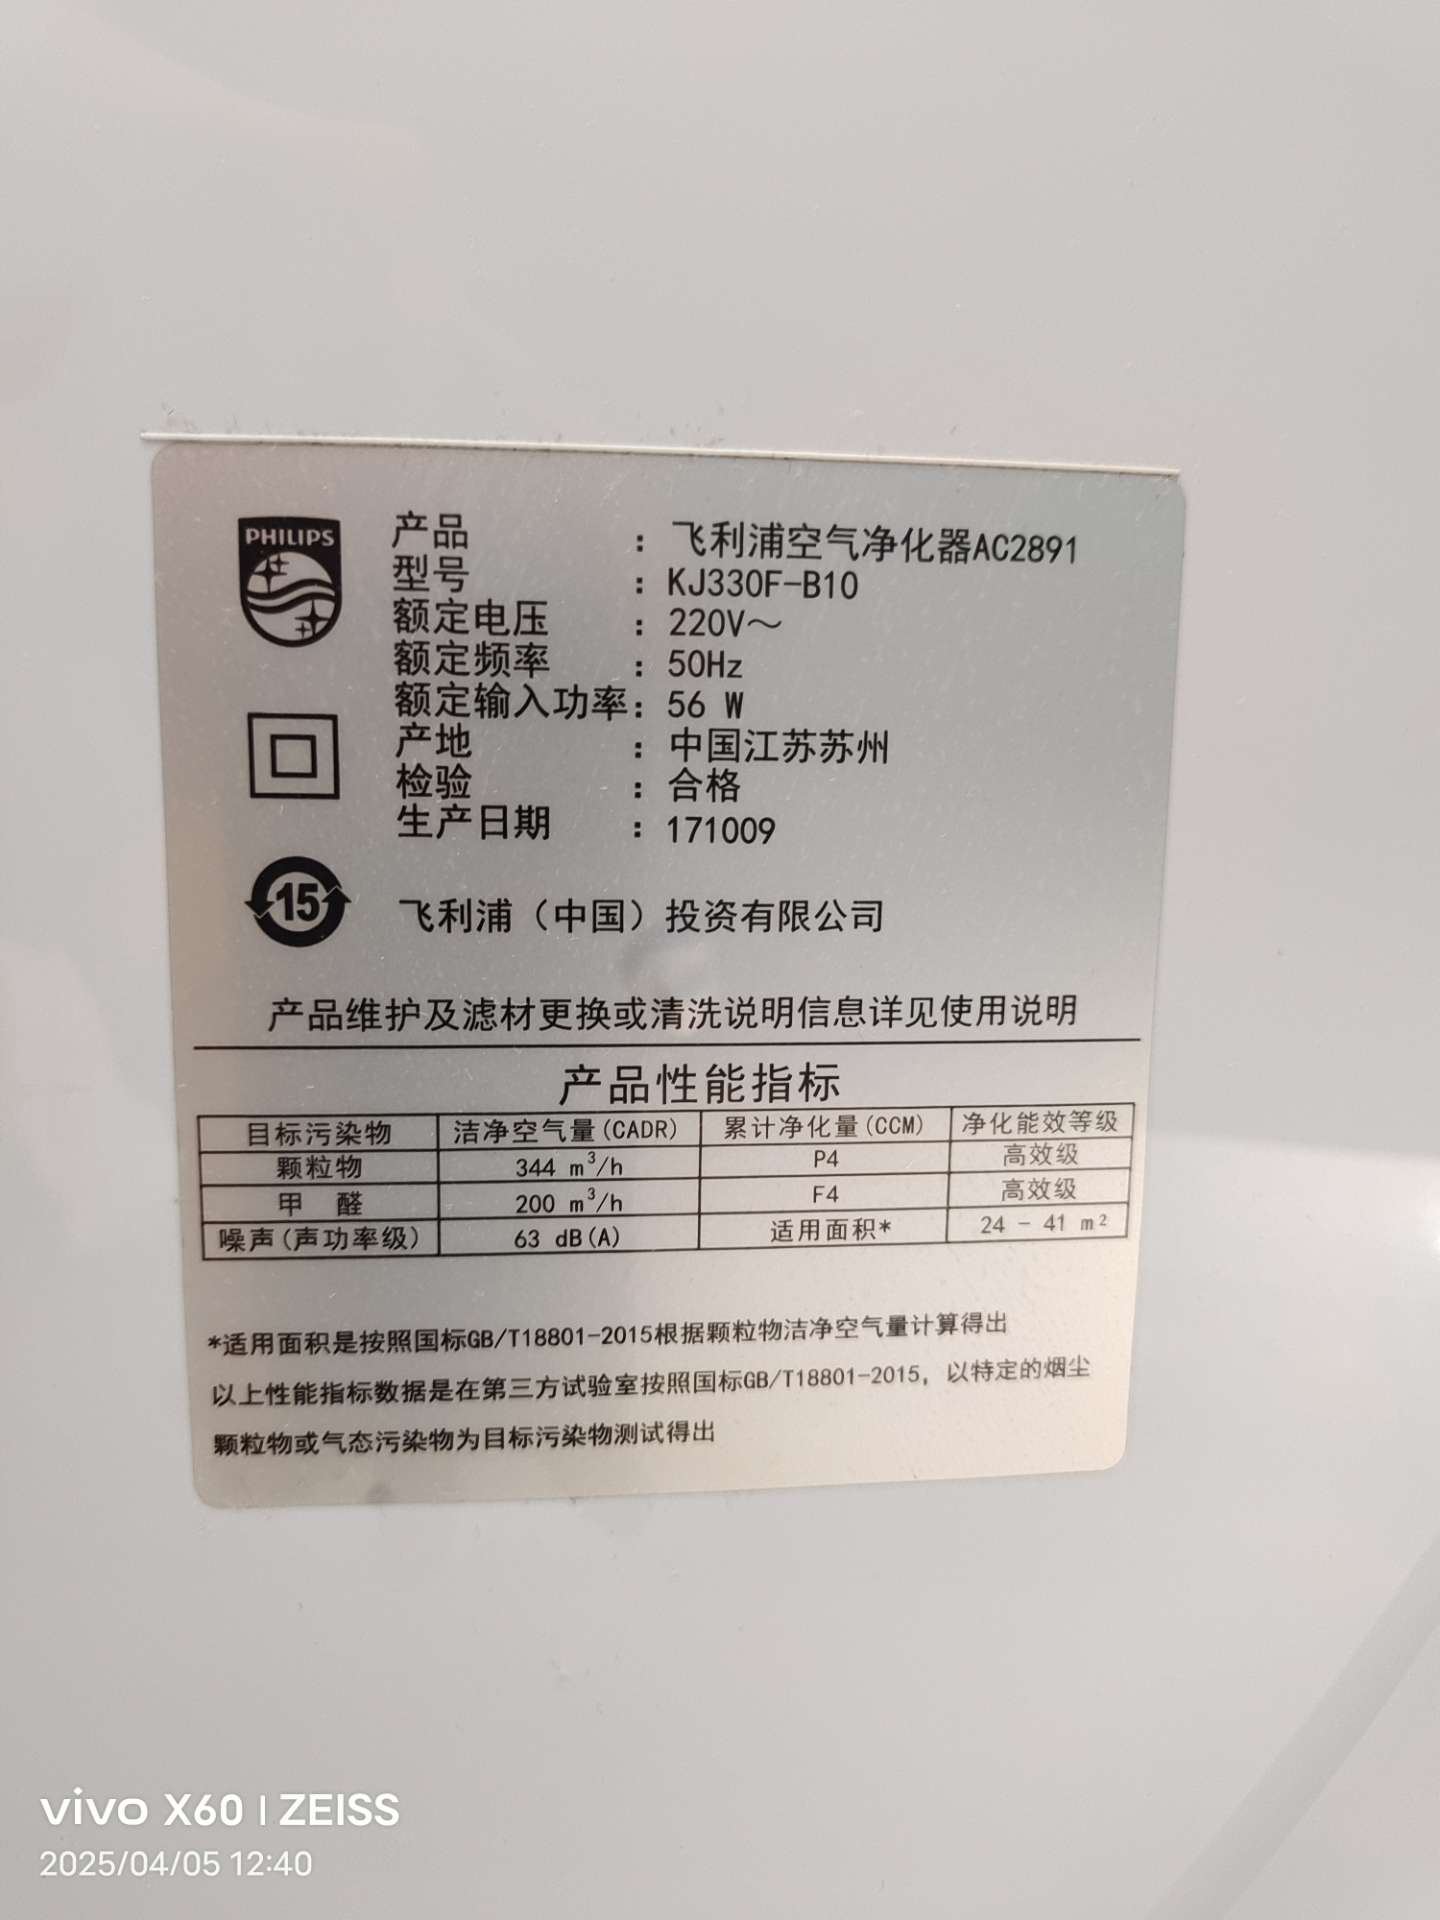 PHILIPS
产品 : 飞利浦空气净化器AC2891
型号 : KJ330F-B10
额定电压 : 220V～
额定频率 : 50Hz
额定输入功率: 56 W
产地 : 中国江苏苏州
检验 : 合格
生产日期 : 171009
15
飞利浦（中国）投资有限公司
产品维护及滤材更换或清洗说明信息详见使用说明
产品性能指标
目标污染物 洁净空气量(CADR) 累计净化量(CCM) 净化能效等级
颗粒物 344 m³/h P4 高效级
甲 醛 200 m³/h F4 高效级
噪声(声功率级) 63 dB(A) 适用面积* 24 - 41 m²
*适用面积是按照国标GB/T18801-2015根据颗粒物洁净空气量计算得出
以上性能指标数据是在第三方试验室按照国标GB/T18801-2015，以特定的烟尘
颗粒物或气态污染物为目标污染物测试得出
vivo X60 | ZEISS
2025/04/05 12:40